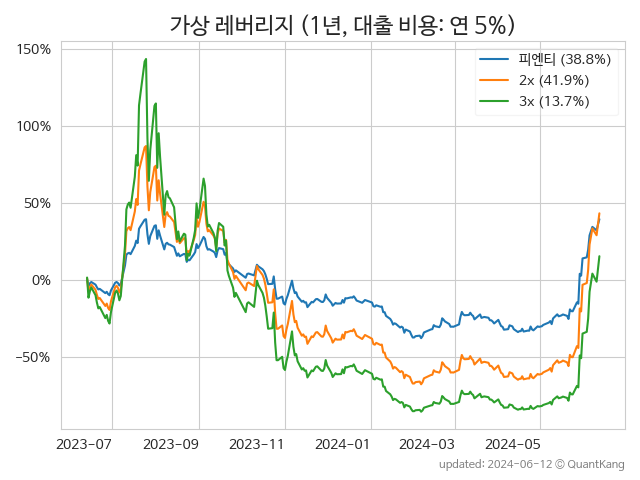 가상 레버리지 (1년, 대출 비용: 연 5%)
150%
100%
50%
0%
−50%
피엔티 (38.8%)
2x (41.9%)
3x (13.7%)
2023-07 2023-09 2023-11 2024-01 2024-03 2024-05
updated: 2024-06-12 © QuantKang